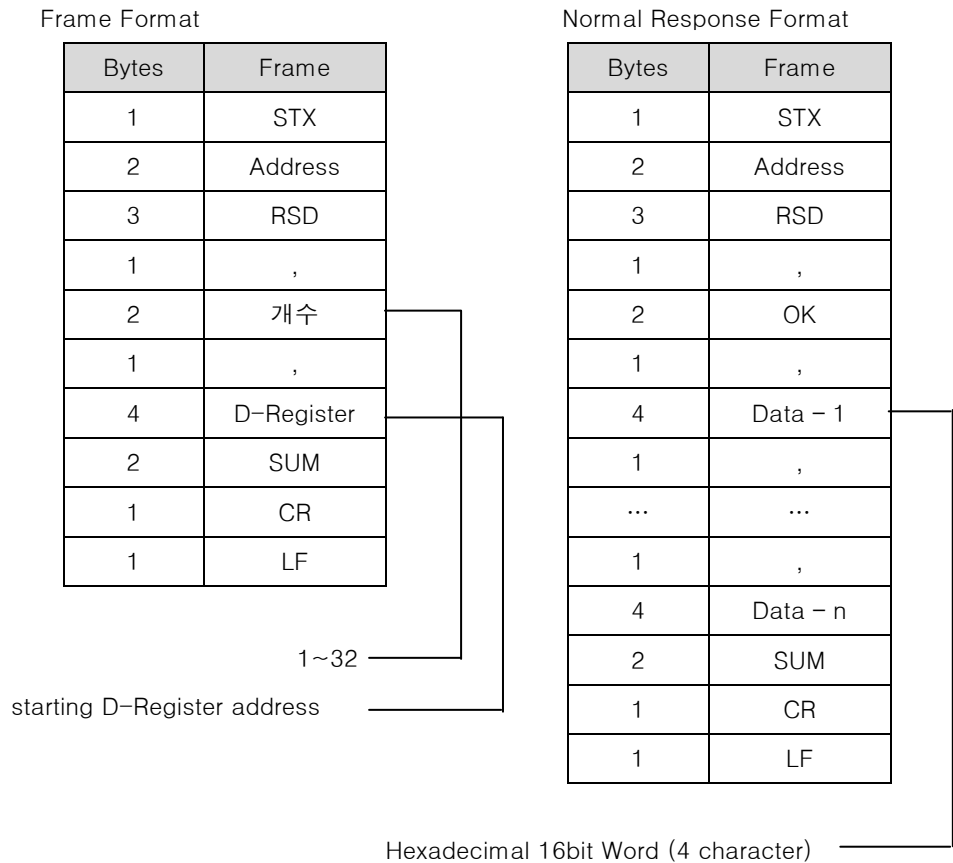 Frame Format
Bytes Frame
1 STX
2 Address
3 RSD
1 ,
2 개수
1 ,
4 D-Register
2 SUM
1 CR
1 LF
1~32
starting D-Register address
Normal Response Format
Bytes Frame
1 STX
2 Address
3 RSD
1 ,
2 OK
1 ,
4 Data - 1
1 ,
… …
1 ,
4 Data - n
2 SUM
1 CR
1 LF
Hexadecimal 16bit Word (4 character)